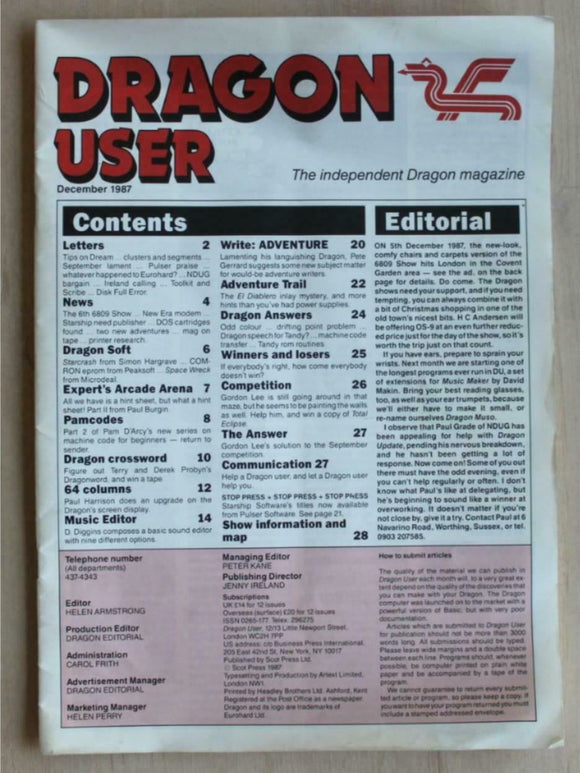 DRAGON
USER
The independent Dragon magazine
December 1987
Contents
Letters 2
Tips on Dream ... clusters and segments ...
September lament ... Pulser praise ...
whatever happened to Eurohard? ... NDUG
bargain ... Ireland calling ... Toolkit and
Scribe ... Disk Full Error.
News 4
The 6th 6809 Show ... New Era modem ...
Starship need publisher ... DOS cartridges
found ... two new adventures ... mag on
tape ... printer research.
Dragon Soft 6
Stercrash from Simon Hargrave ... COM-
RON eprom from Peaksoft ... Space Wreck
from Microdeal.
Expert's Arcade Arena 7
All we have is a hint sheet, but what a hint
sheet! Part II from Paul Burgin.
Pamcodes 8
Part 2 of Pam D'Arcy's new series on
machine code for beginners — return to
sender.
Dragon crossword 10
Figure out Terry and Derek Probyn's
Dragonword, and win a tape
64 columns 12
Paul Harrison does an upgrade on the
Dragon's screen display.
Music Editor 14
D. Diggins composes a basic sound editor
with nine different options.
Write: ADVENTURE 20
Lamenting his languishing Dragon, Pete
Gerrard suggests some new subject matter
for would-be adventure writers.
Adventure Trail 22
The El Diablero inlay mystery, and more
hints than you've had power supplies.
Dragon Answers 24
Odd colour ... drifting point problem ...
Dragon speech for Tandy? ... machine code
transfer ... Tandy rom routines
Winners and losers 25
If everybody's right, how come everybody
doesn't win?
Competition 26
Gordon Lee is still going around in that
maze, but he seems to be painting the walls
as well. Help him, and win a copy of Total
Eclipse.
The Answer 27
Gordon Lee's solution to the September
competition.
Communication 27
Help a Dragon user, and let a Dragon user
help you.
STOP PRESS + STOP PRESS + STOP PNESS
Starship Software's titles now available
from Pulser Software. See page 21.
Show information and
map 28
Editorial
ON 5th December 1987, the new-look,
comfy chairs and carpets version of the
6809 Show hits London in the Covent
Garden area — see the ad. on the back
page for details. Do come. The Dragon
shows need your support, and if you need
tempting, you can always combine it with
a bit of Christmas shopping in one of the
old town's nicest bits. H C Andersen will
be offering OS-9 at an even further reduc-
ed price just for the day of the show, so it's
worth the trip just on that count.
If you have ears, prepare to sprain your
wrists. Next month we are starting one of
the longest programs ever run in DU, a set
of extensions for Music Maker by David
Makin. Bring your best reading glasses,
too, as well as your ear trumpets, because
we'll either have to make it small, or
re-name ourselves Dragon Muso.
I observe that Paul Grade of NDUG has
been appealing for help with Dragon
Update, pending his nervous breakdown,
and he hasn't been getting a lot of
response. Now come on! Some of you out
there must have the odd evening, even if
you can't help regularly or often. I don't
know what Paul's like at delegating, but
he's beginning to sound like a winner at
overworking. It doesn't matter if you're
not close by, give it a try. Contact Paul at 6
Navarino Road, Worthing, Sussex, or tel.
0903 207585.
Telephone number
(All departments)
437-4343
Editor
HELEN ARMSTRONG
Production Editor
DRAGON EDITORIAL
Administration
CAROL FRITH
Advertisement Manager
DRAGON EDITORIAL
Marketing Manager
HELEN PERRY
Managing Editor
PETER KANE
Publishing Director
JENNY IRELAND
Subscriptions
UK £14 for 12 issues
Overseas (surface) £20 for 12 issues
ISSN 0265-177. Telex: 296275
Dragon User, 12/13 Little Newport Street,
London WC2H 7PP
US address: c/o Business Press International,
205 East 42nd St, New York, NY 10017
Published by Scot Press Ltd.
© Scot Press 1987
Typesetting and Production by Artext Limited,
London NW1.
Printed by Headley Brothers Ltd. Ashford, Kent
Registered at the Post Office as a newspaper.
Dragon and its logo are trademarks of
Eurohard Ltd.
How to submit articles
The quality of the material we can publish in
Dragon User each month will, to a very great ex-
tent depend on the quality of the discoveries that
you can make with your Dragon. The Dragon
computer was launched on to the market with a
powerful version of Basic, but with very poor
documentation.
Articles which are submitted to Dragon User
for publication should not be more than 3000
words long. All submissions should be typed.
Please leave wide margins and a double space
between each line. Programs should, whenever
possible, be computer printed on plain white
paper and be accompanied by a tape of the
program.
We cannot guarantee to return every submit-
ted article or program, so please keep a copy. If
you want to have your program returned you must
include a stamped addressed envelope.